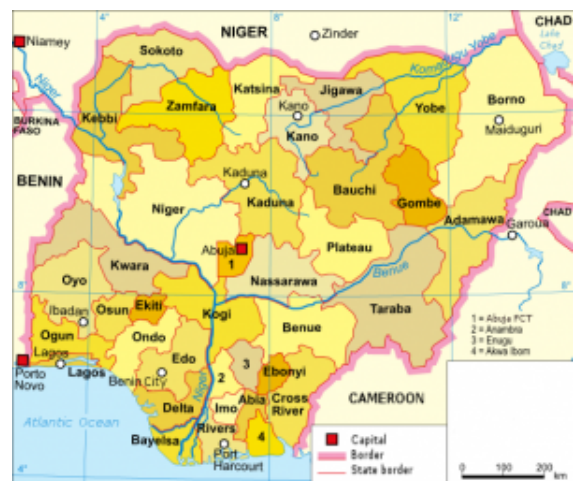 4°
8°
12°
NIGER
CHAD
Lake
Chad
Niamey
Zinder
Sokoto
Komadugu Yobe
Niger
Katsina
Jigawa
Zamfara
Kano
Yobe
Borno
Kebbi
Kano
Maiduguri
BURKINA
FASO
BENIN
Kaduna
Bauchi
Gombe
Niger
Kaduna
Adamawa
CHAD
Garoua
Abuja
1
Plateau
Kwara
Benue
Oyo
Nassarawa
8°
8°
Taraba
Ibadan
Osun
Ekiti
Kogi
Benue
1 = Abuja FCT
2 = Anambra
3 = Enugu
4 = Akwa Ibom
Ogun
Ondo
Lagos
Edo
3
Porto
Novo
Lagos
Benin City
2
Ebonyi
Niger
Abia
CAMEROON
Imo
Cross
River
Delta
Atlantic Ocean
Rivers
4
Bayelsa
Port
Harcourt
Capital
Border
State border
4°
8°
0
100
200
km